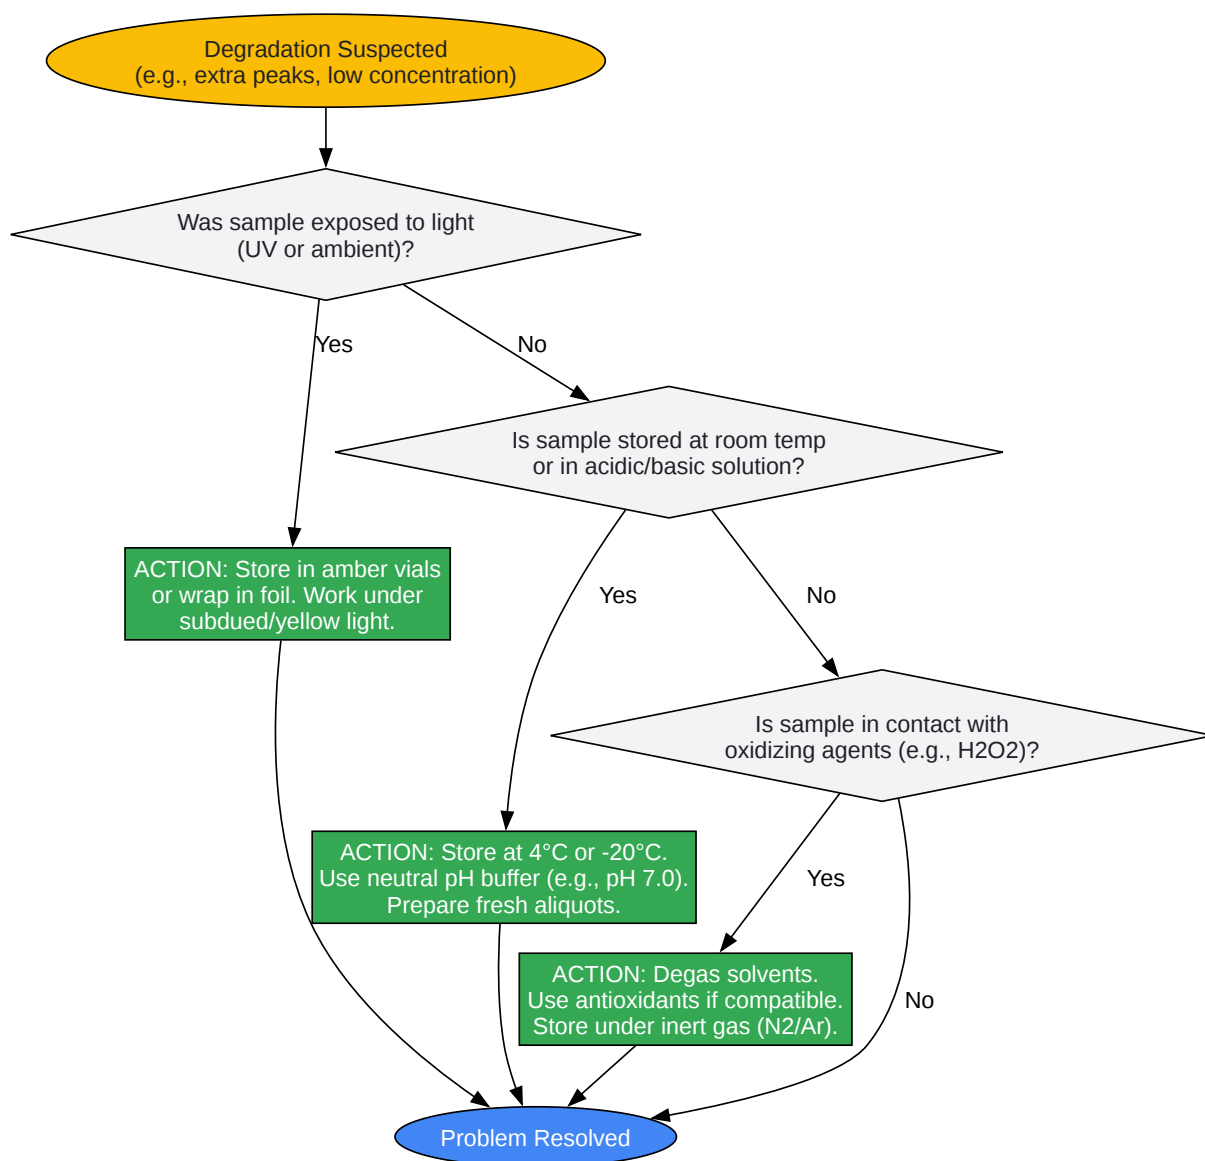 Degradation Suspected
(e.g., extra peaks, low concentration)
Was sample exposed to light
(UV or ambient)?
Yes
No
Is sample stored at room temp
or in acidic/basic solution?
ACTION: Store in amber vials
or wrap in foil. Work under
subdued/yellow light.
Yes
No
Is sample in contact with
oxidizing agents (e.g., H2O2)?
ACTION: Store at 4°C or -20°C.
Use neutral pH buffer (e.g., pH 7.0).
Prepare fresh aliquots.
Yes
No
ACTION: Degas solvents.
Use antioxidants if compatible.
Store under inert gas (N2/Ar).
Problem Resolved